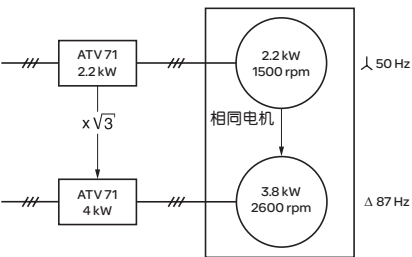 ATV 71
2.2 kW
2.2 kW
1500 rpm
⅄ 50 Hz
x √3
相同电机
ATV 71
4 kW
3.8 kW
2600 rpm
Δ 87 Hz